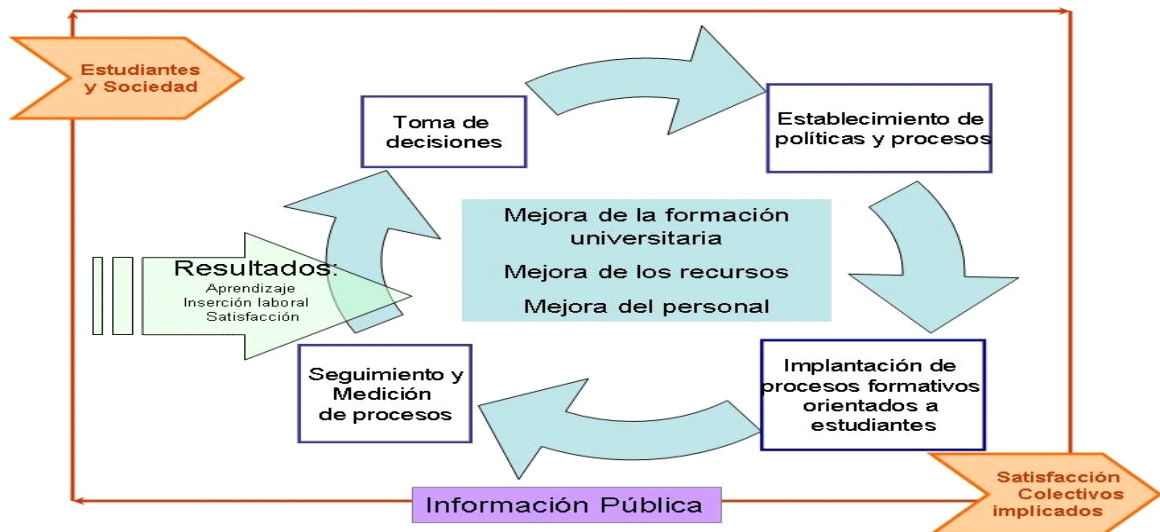 Estudiantes
y Sociedad
Toma de
decisiones
Establecimiento de
políticas y procesos
Mejora de la formación
universitaria
Mejora de los recursos
Mejora del personal
Resultados:
Aprendizaje
Inserción laboral
Satisfacción
Seguimiento y
Medición
de procesos
Implantación de
procesos formativos
orientados a
estudiantes
Información Pública
Satisfacción
Colectivos
implicados